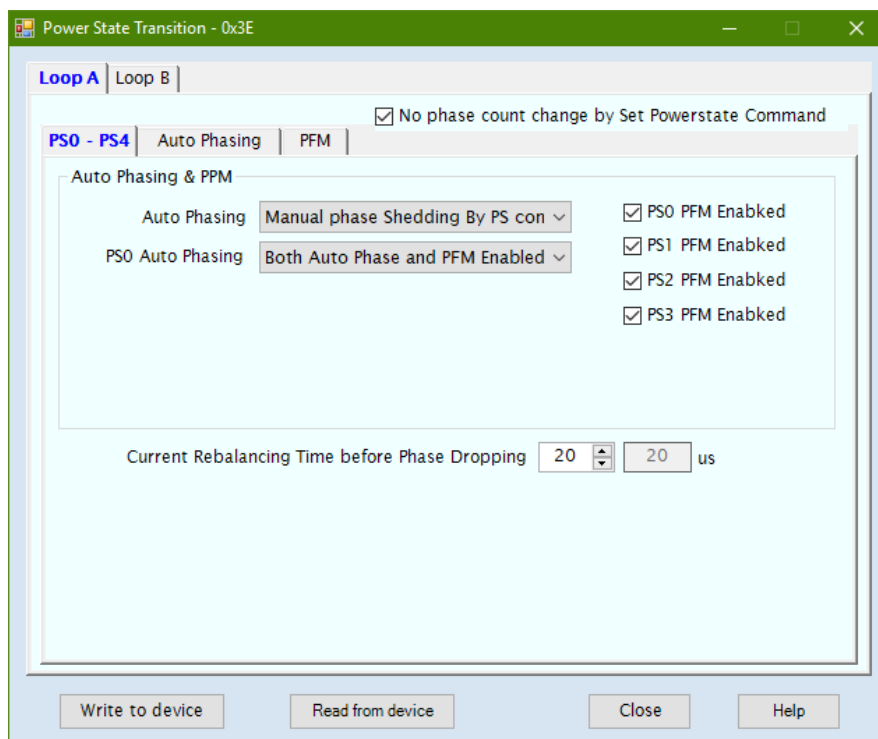 Power State Transition - 0x3E
Loop A Loop B
No phase count change by Set Powerstate Command
PS0 - PS4 Auto Phasing PFM
Auto Phasing & PPM
Auto Phasing Manual phase Shedding By PS con
PS0 Auto Phasing Both Auto Phase and PFM Enabled
PS0 PFM Enabked
PS1 PFM Enabked
PS2 PFM Enabked
PS3 PFM Enabked
Current Rebalancing Time before Phase Dropping 20 20 us
Write to device Read from device Close Help